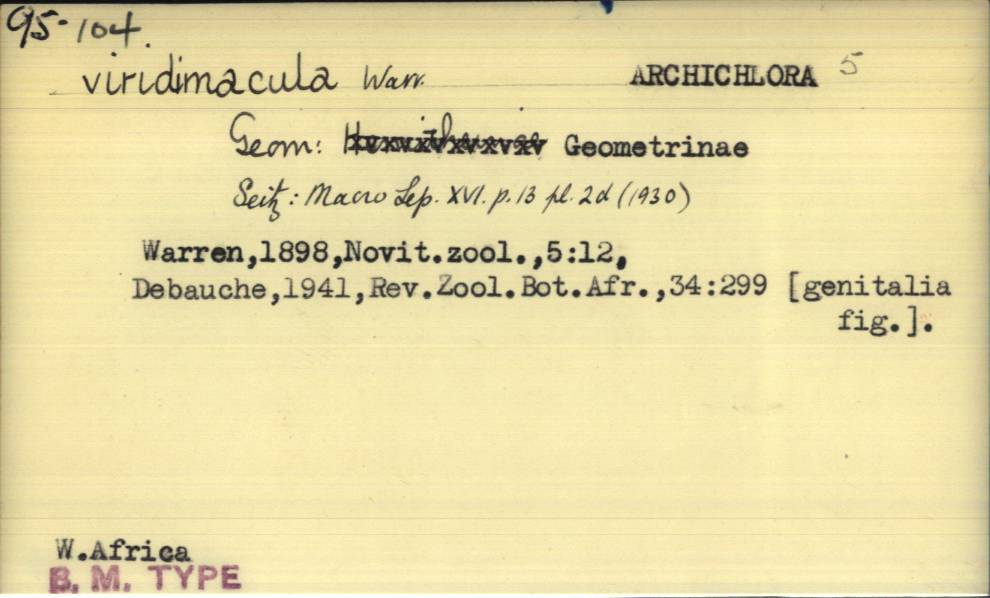 95-104.
viridimacula Warr. ARCHICHLORA 5
Geom: Geometrinae
Seitz: Macro Lep. XVI. p. 13 pl. 2d (1930)
Warren,1898,Novit.zool.,5:12,
Debauche,1941,Rev.Zool.Bot.Afr.,34:299 [genitalia
fig.].
W.Africa
B. M. TYPE